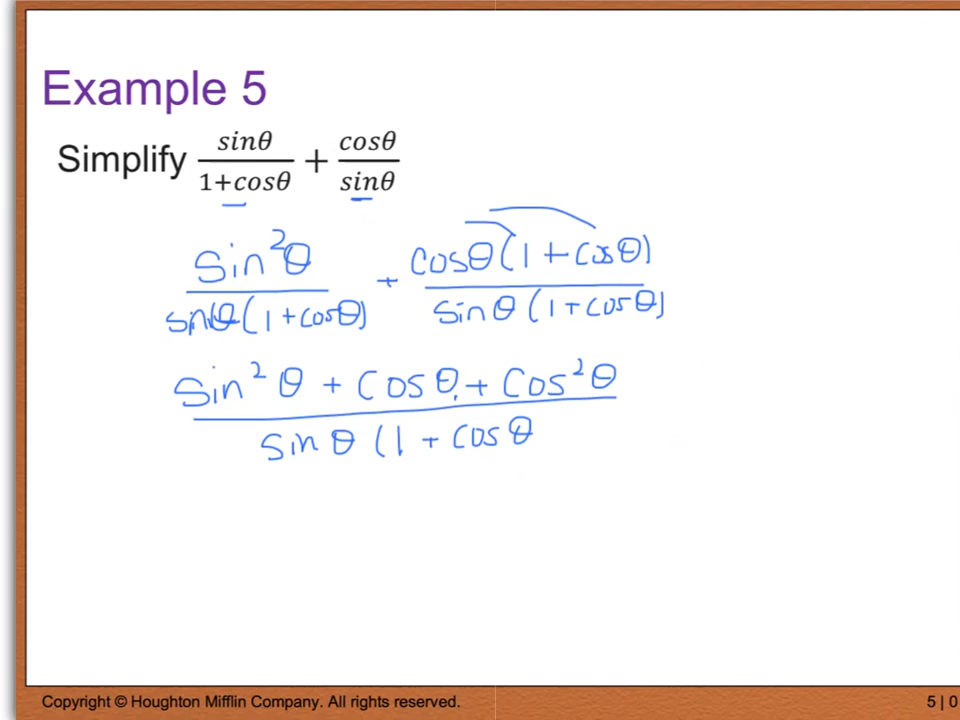 Example 5
Simplify sinθ/1+cosθ + cosθ/sinθ
sin²θ/sinθ(1+cosθ) + cosθ(1+cosθ)/sinθ(1+cosθ)
sin²θ + cosθ + cos²θ/sinθ(1+cosθ
Copyright © Houghton Mifflin Company. All rights reserved. 5 | 0